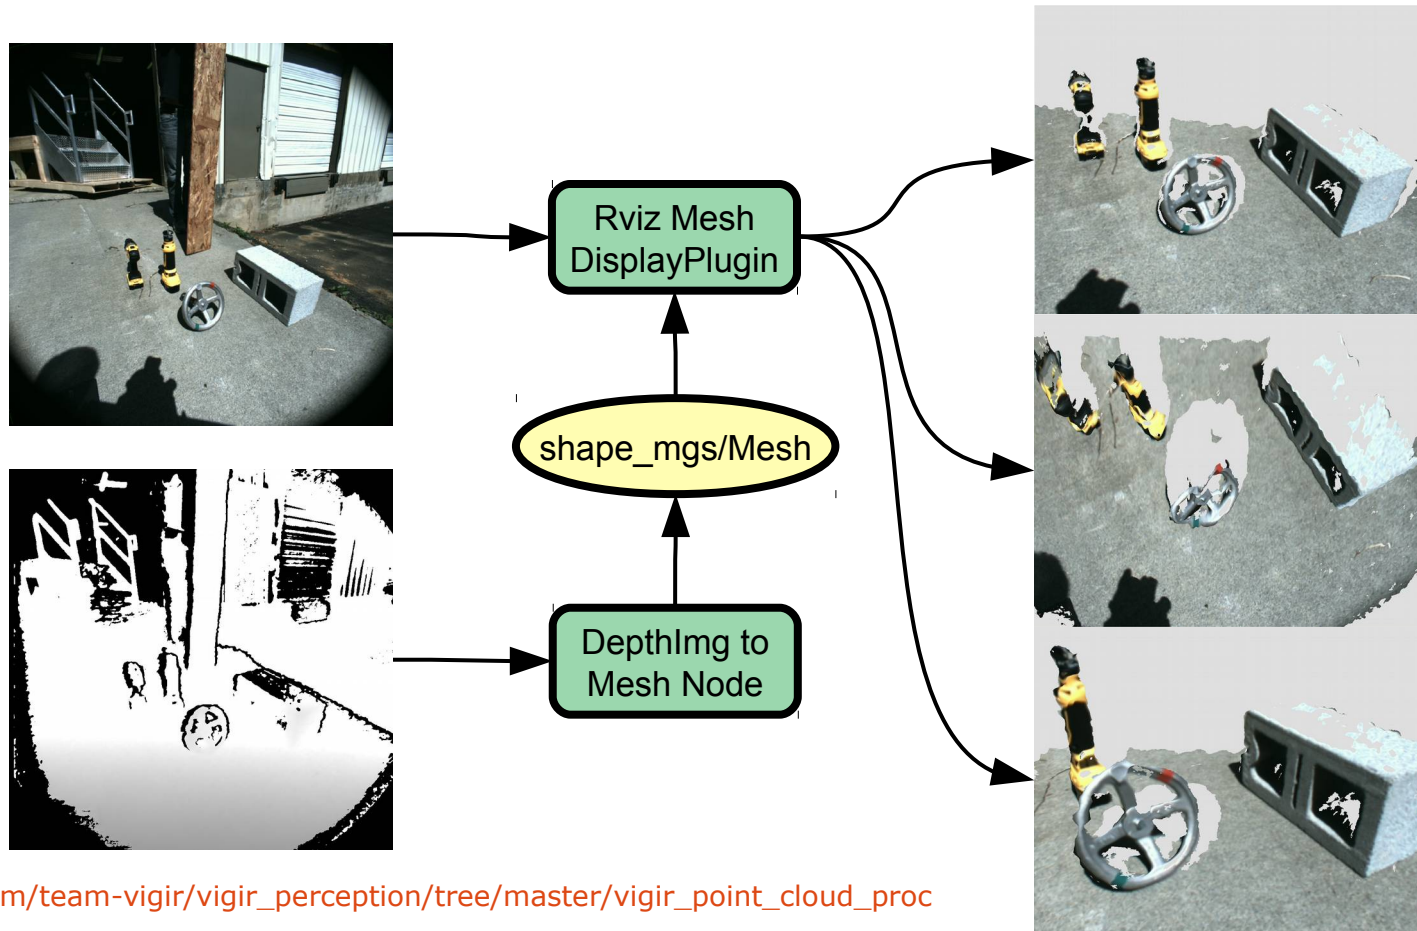 Rviz Mesh
DisplayPlugin
shape_mgs/Mesh
DepthImg to
Mesh Node
m/team-vigir/vigir_perception/tree/master/vigir_point_cloud_proc